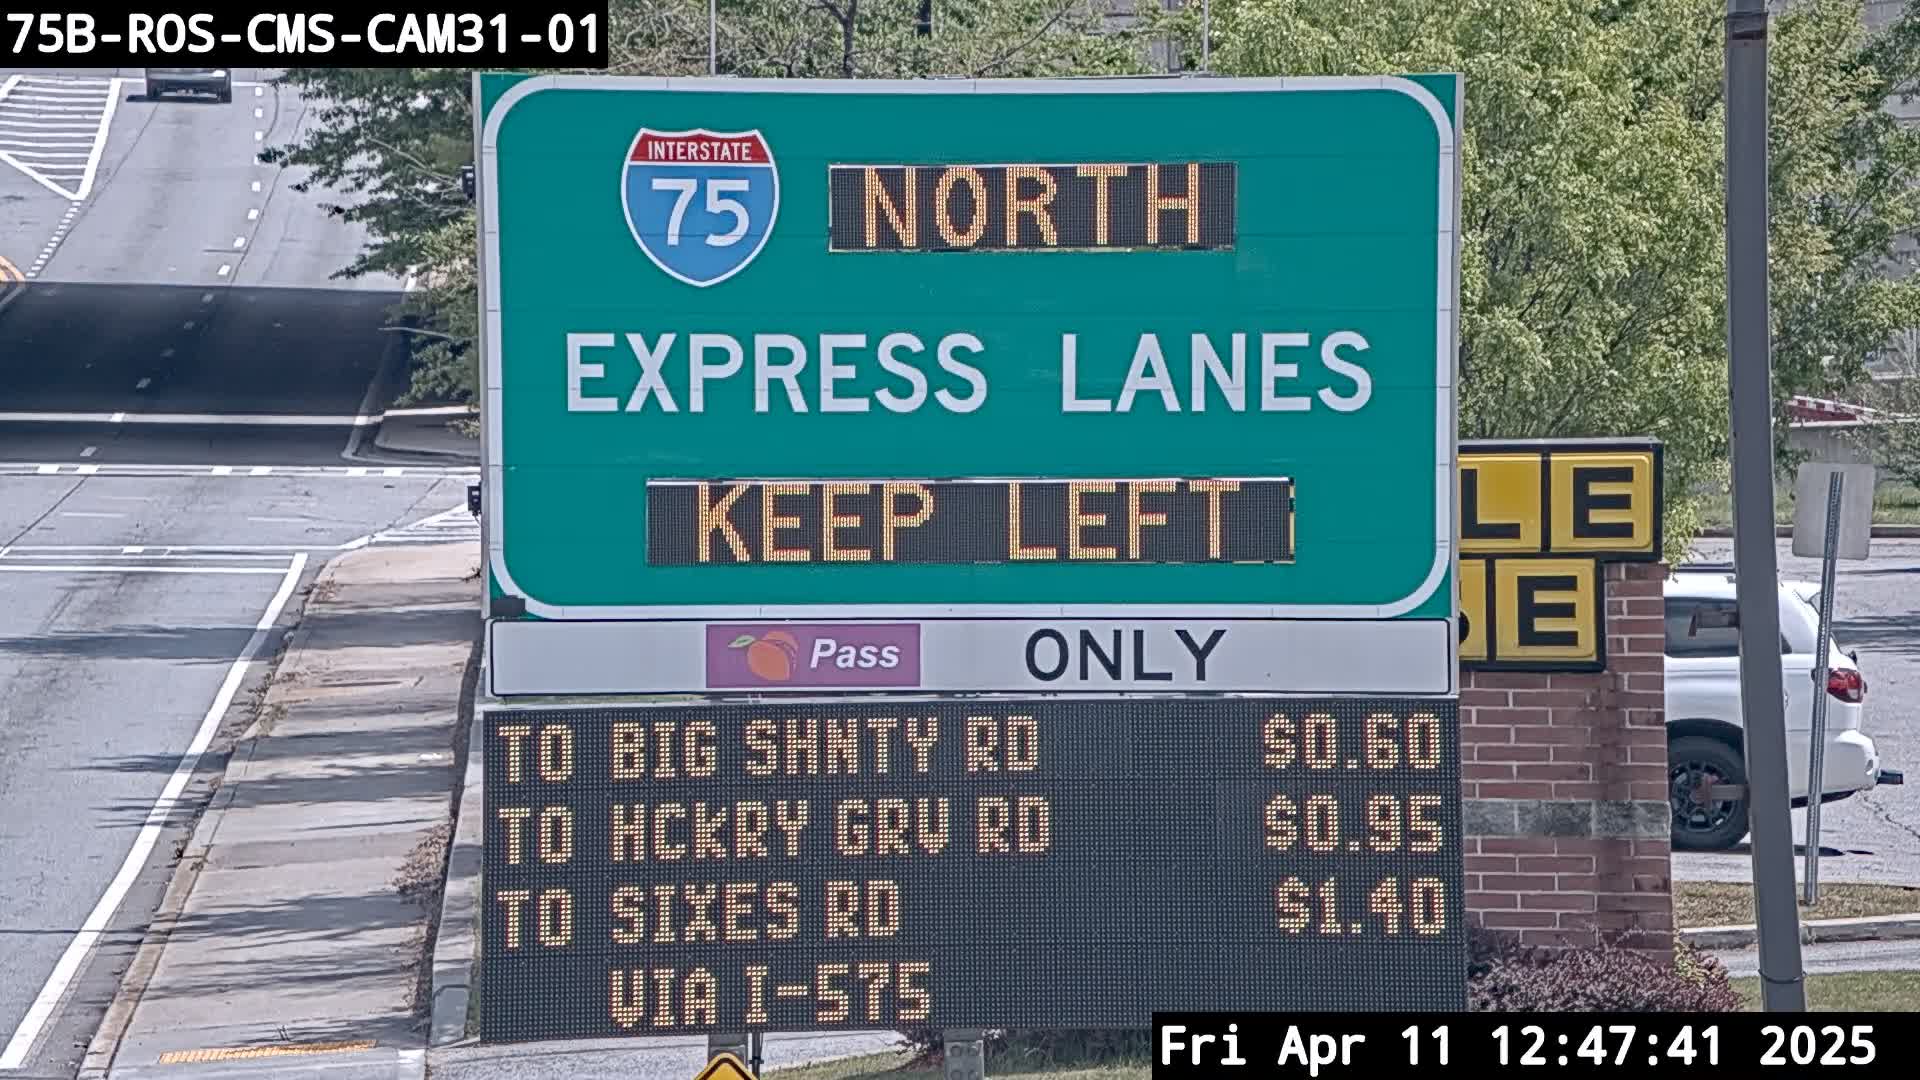 75B-ROS-CMS-CAM31-01
INTERSTATE
75
NORTH
EXPRESS LANES
KEEP LEFT
LE
E
Pass ONLY
TO BIG SHNTY RD $0.60
TO HCKRY GRV RD $0.95
TO SIXES RD $1.40
VIA I-575
Fri Apr 11 12:47:41 2025